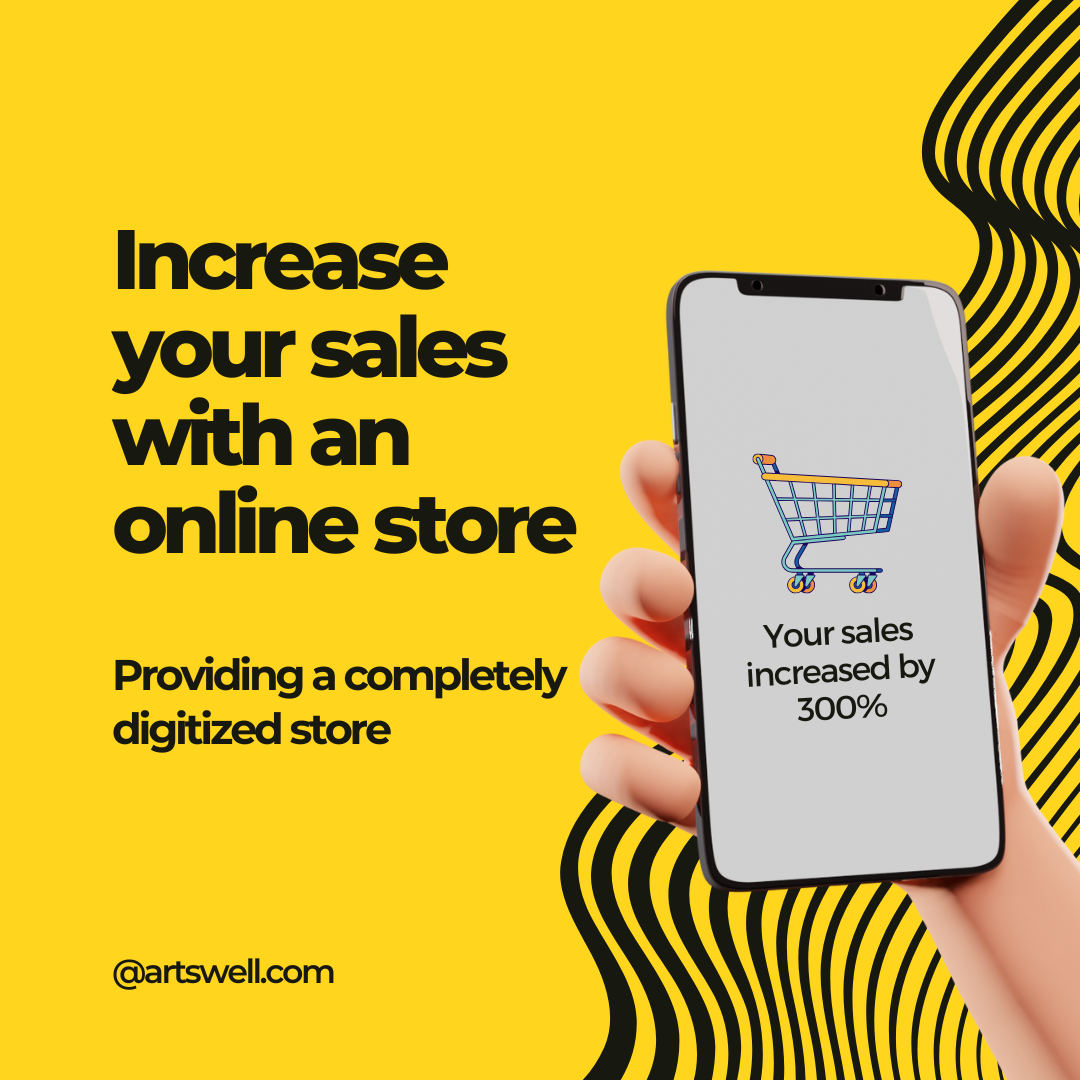 Increase
your sales
with an
online store
Providing a completely
digitized store
@artswell.com
Your sales
increased by
300%